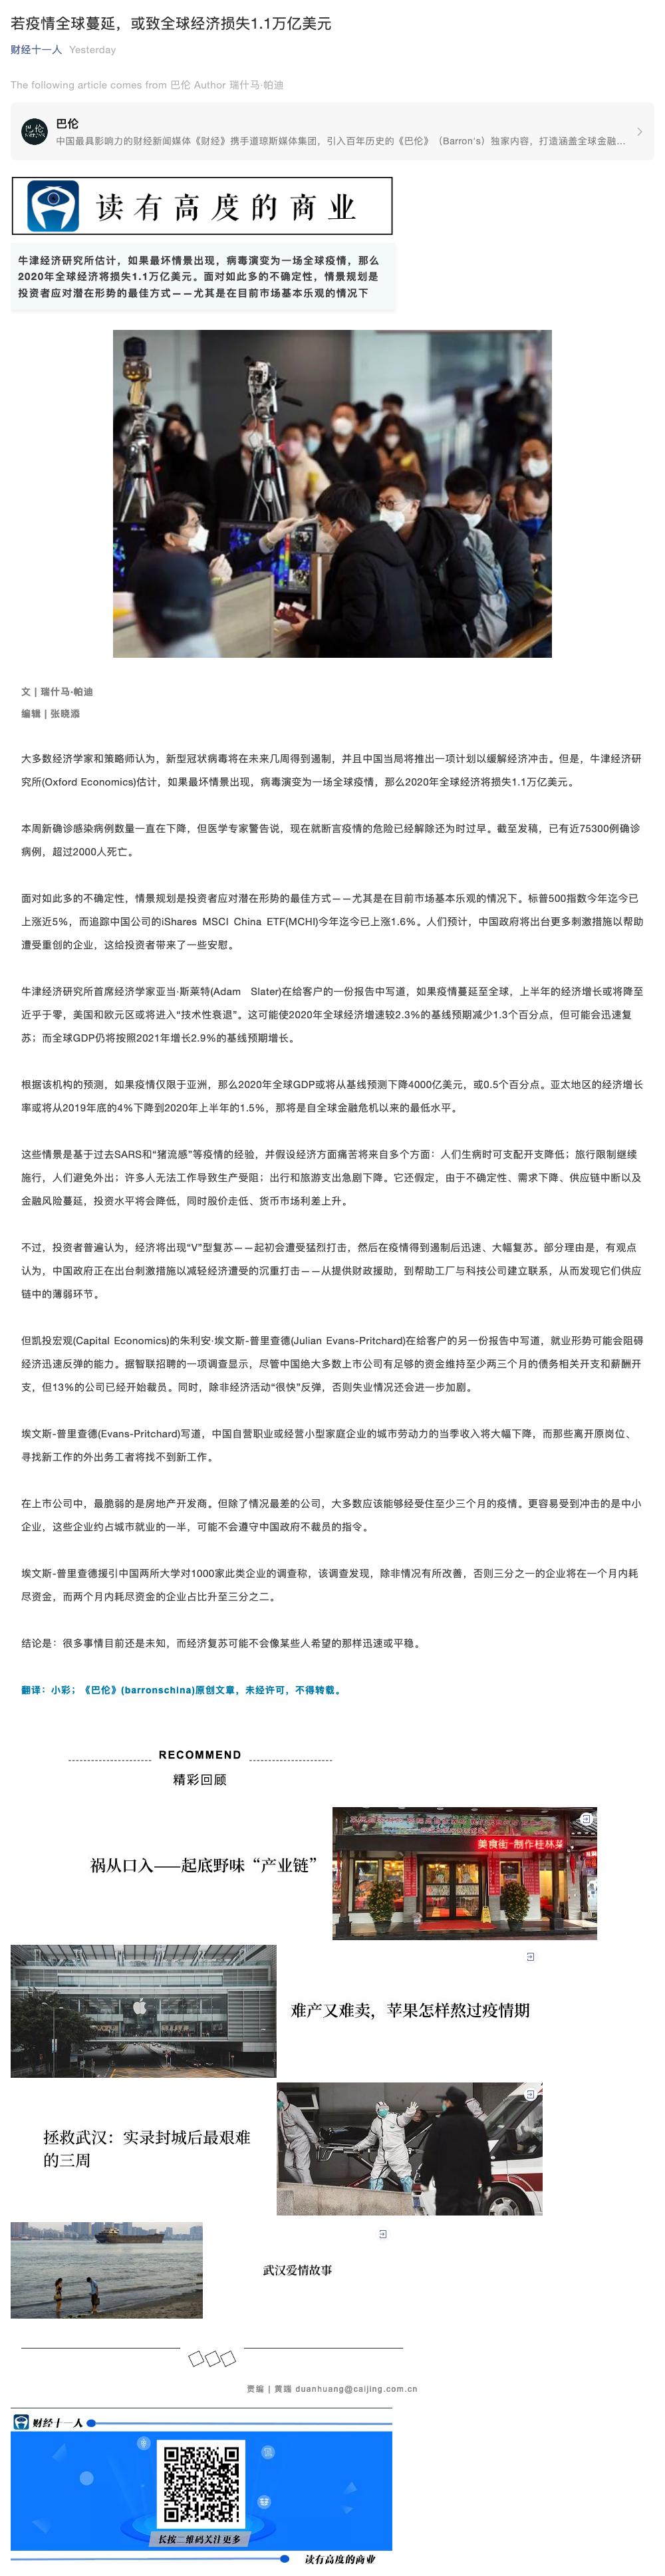 若疫情全球蔓延，或致全球经济损失1.1万亿美元
财经十一人 Yesterday
The following article comes from 巴伦 Author 瑞什马·帕迪
巴伦
中国最具影响力的财经新闻媒体《财经》携手道琼斯媒体集团，引入百年历史的《巴伦》（Barron's）独家内容，打造涵盖全球金融...
读有高度的商业
牛津经济研究所估计，如果最坏情景出现，病毒演变为一场全球疫情，那么
2020年全球经济将损失1.1万亿美元。面对如此多的不确定性，情景规划是
投资者应对潜在形势的最佳方式——尤其是在目前市场基本乐观的情况下
文 | 瑞什马·帕迪
编辑 | 张晓添
大多数经济学家和策略师认为，新型冠状病毒将在未来几周得到遏制，并且中国当局将推出一项计划以缓解经济冲击。但是，牛津经济研
究所(Oxford Economics)估计，如果最坏情景出现，病毒演变为一场全球疫情，那么2020年全球经济将损失1.1万亿美元。
本周新确诊感染病例数量一直在下降，但医学专家警告说，现在就断言疫情的危险已经解除还为时过早。截至发稿，已有近75300例确诊
病例，超过2000人死亡。
面对如此多的不确定性，情景规划是投资者应对潜在形势的最佳方式——尤其是在目前市场基本乐观的情况下。标普500指数今年迄今已
上涨近5%，而追踪中国公司的iShares MSCI China ETF(MCHI)今年迄今已上涨1.6%。人们预计，中国政府将出台更多刺激措施以帮助
遭受重创的企业，这给投资者带来了一些安慰。
牛津经济研究所首席经济学家亚当·斯莱特(Adam Slater)在给客户的一份报告中写道，如果疫情蔓延至全球，上半年的经济增长或将降至
近乎于零，美国和欧元区或将进入“技术性衰退”。这可能使2020年全球经济增速较2.3%的基线预期减少1.3个百分点，但可能会迅速复
苏；而全球GDP仍将按照2021年增长2.9%的基线预期增长。
根据该机构的预测，如果疫情仅限于亚洲，那么2020年全球GDP或将从基线预测下降4000亿美元，或0.5个百分点。亚太地区的经济增长
率或将从2019年底的4%下降到2020年上半年的1.5%，那将是自全球金融危机以来的最低水平。
这些情景是基于过去SARS和“猪流感”等疫情的经验，并假设经济方面痛苦将来自多个方面：人们生病时可支配开支降低；旅行限制继续
施行，人们避免外出；许多人无法工作导致生产受阻；出行和旅游支出急剧下降。它还假定，由于不确定性、需求下降、供应链中断以及
金融风险蔓延，投资水平将会降低，同时股价走低、货币市场利差上升。
不过，投资者普遍认为，经济将出现“V”型复苏——起初会遭受猛烈打击，然后在疫情得到遏制后迅速、大幅复苏。部分理由是，有观点
认为，中国政府正在出台刺激措施以减轻经济遭受的沉重打击——从提供财政援助，到帮助工厂与科技公司建立联系，从而发现它们供应
链中的薄弱环节。
但凯投宏观(Capital Economics)的朱利安·埃文斯-普里查德(Julian Evans-Pritchard)在给客户的另一份报告中写道，就业形势可能会阻碍
经济迅速反弹的能力。据智联招聘的一项调查显示，尽管中国绝大多数上市公司有足够的资金维持至少两三个月的债务相关开支和薪酬开
支，但13%的公司已经开始裁员。同时，除非经济活动“很快”反弹，否则失业情况还会进一步加剧。
埃文斯-普里查德(Evans-Pritchard)写道，中国自营职业或经营小型家庭企业的城市劳动力的当季收入将大幅下降，而那些离开原岗位、
寻找新工作的外出务工者将找不到新工作。
在上市公司中，最脆弱的是房地产开发商。但除了情况最差的公司，大多数应该能够经受住至少三个月的疫情。更容易受到冲击的是中小
企业，这些企业约占城市就业的一半，可能不会遵守中国政府不裁员的指令。
埃文斯-普里查德援引中国两所大学对1000家此类企业的调查称，该调查发现，除非情况有所改善，否则三分之一的企业将在一个月内耗
尽资金，而两个月内耗尽资金的企业占比升至三分之二。
结论是：很多事情目前还是未知，而经济复苏可能不会像某些人希望的那样迅速或平稳。
翻译：小彩；《巴伦》(barronschina)原创文章，未经许可，不得转载。
RECOMMEND
精彩回顾
祸从口入——起底野味“产业链”
美食街-制作桂林菜
难产又难卖，苹果怎样熬过疫情期
拯救武汉：实录封城后最艰难
的三周
武汉爱情故事
责编 | 黄端 duanhuang@caijing.com.cn
财经十一人
长按二维码关注更多
读有高度的商业